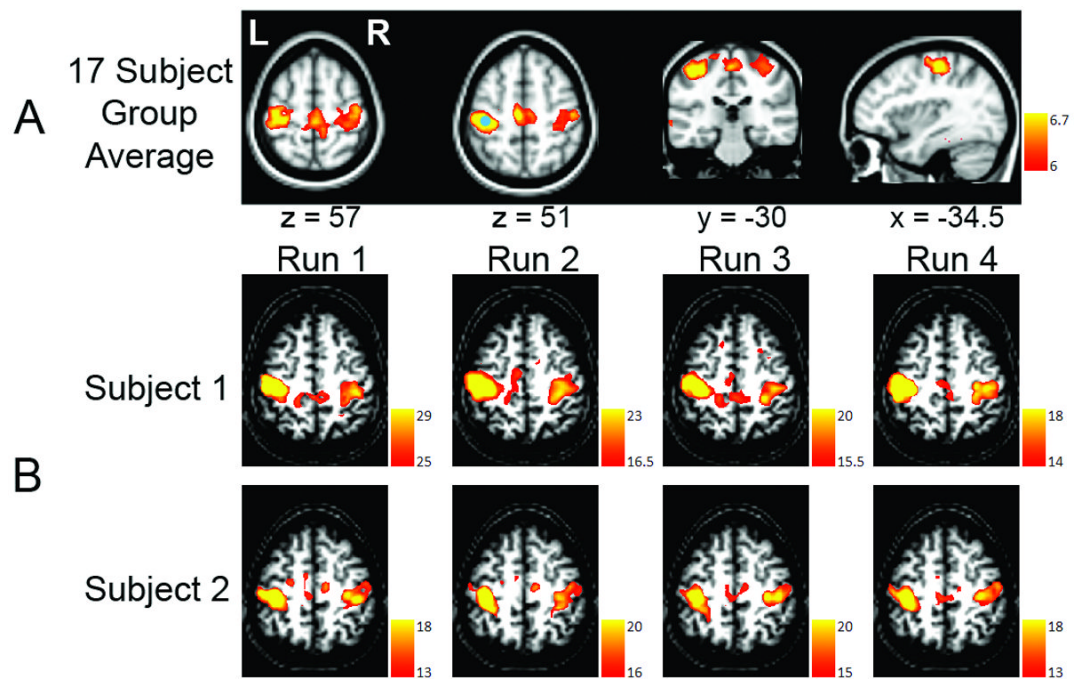 L R
17 Subject
Group
Average
A
6.7
6
z = 57 z = 51 y = -30 x = -34.5
Run 1 Run 2 Run 3 Run 4
Subject 1
29 23 20 18
25 16.5 15.5 14
B
Subject 2
18 20 20 18
13 16 15 13